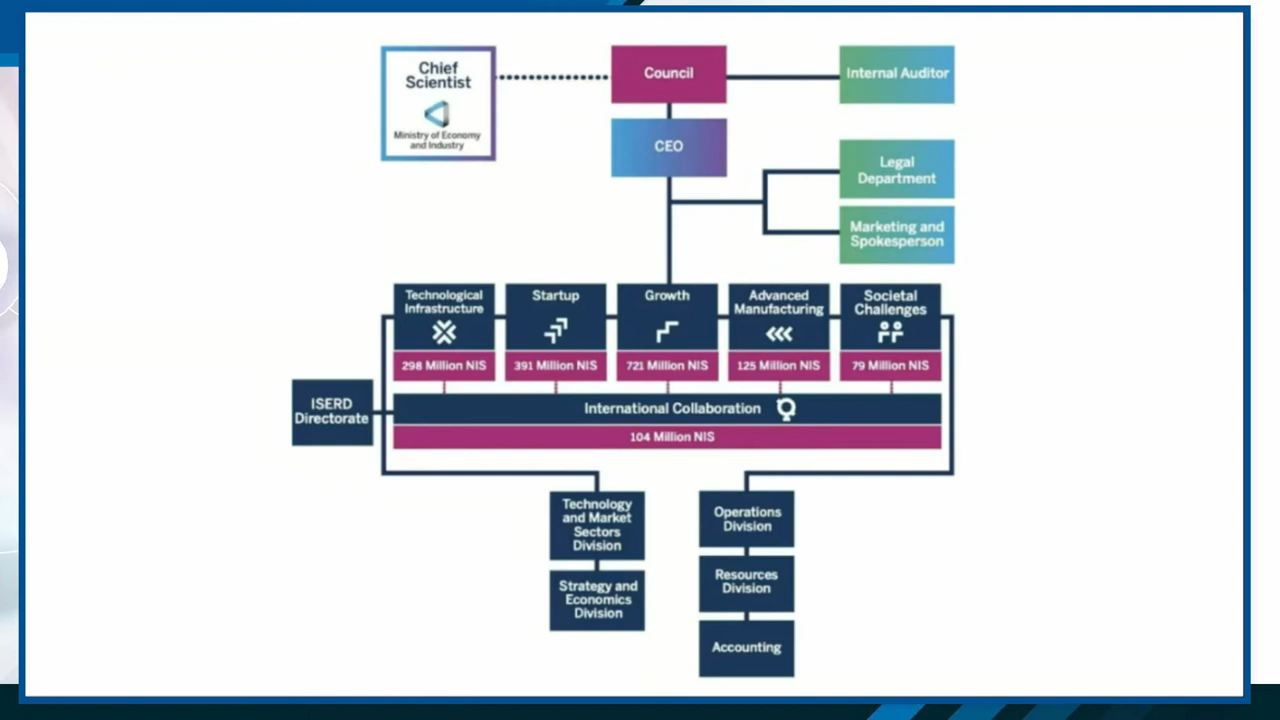 Chief
Scientist
Ministry of Economy
and Industry
Council
Internal Auditor
CEO
Legal
Department
Marketing and
Spokesperson
Technological
Infrastructure
298 Million NIS
Startup
391 Million NIS
Growth
721 Million NIS
Advanced
Manufacturing
125 Million NIS
Societal
Challenges
79 Million NIS
ISERD
Directorate
International Collaboration
104 Million NIS
Technology
and Market
Sectors
Division
Strategy and
Economics
Division
Operations
Division
Resources
Division
Accounting